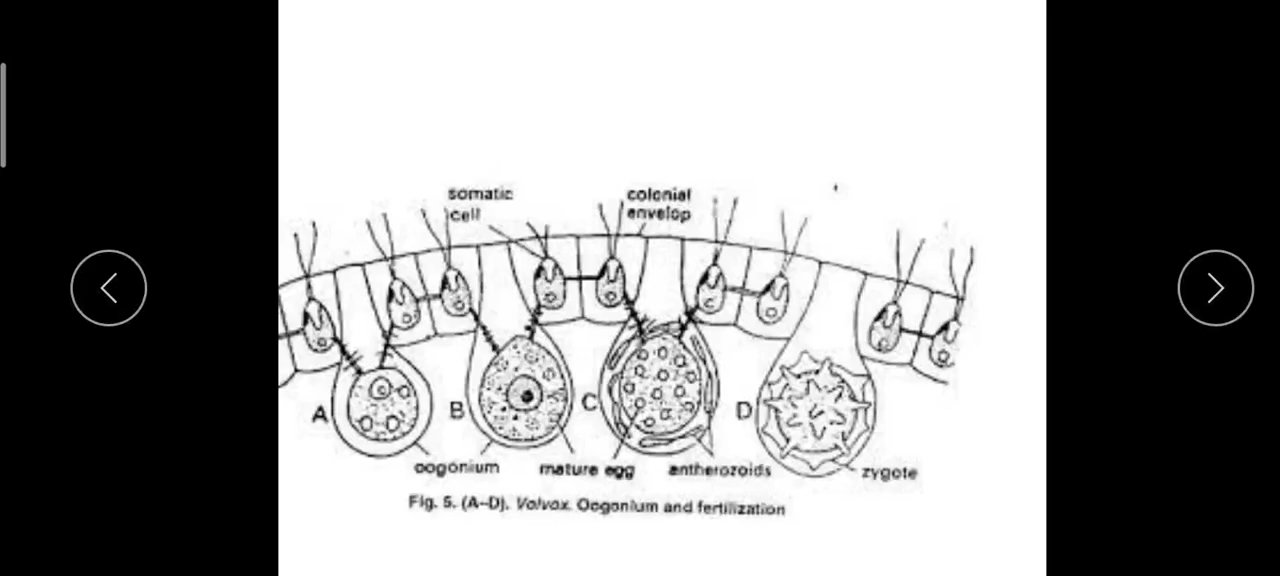 somatic
cell
colonial
envelop
A
B
C
D
oogonium
mature egg
antherozoids
zygote
Fig. 5. (A–D). Volvox. Oogonium and fertilization